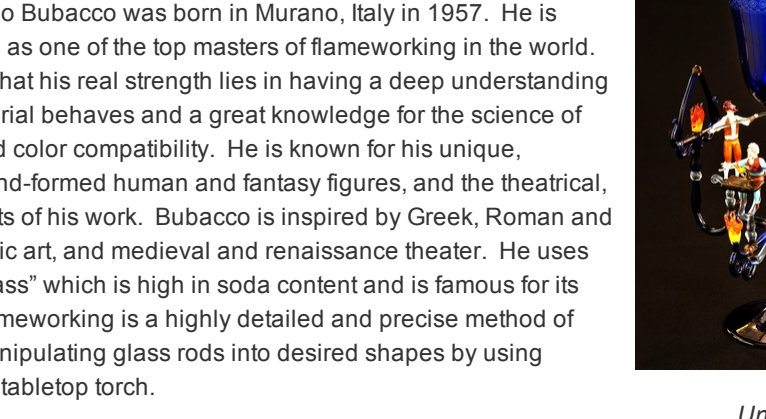 o Bubacco was born in Murano, Italy in 1957. He is
as one of the top masters of flameworking in the world.
hat his real strength lies in having a deep understanding
rial behaves and a great knowledge for the science of
d color compatibility. He is known for his unique,
nd-formed human and fantasy figures, and the theatrical,
ts of his work. Bubacco is inspired by Greek, Roman and
ic art, and medieval and renaissance theater. He uses
ass” which is high in soda content and is famous for its
meworking is a highly detailed and precise method of
nipulating glass rods into desired shapes by using
tabletop torch.
Un